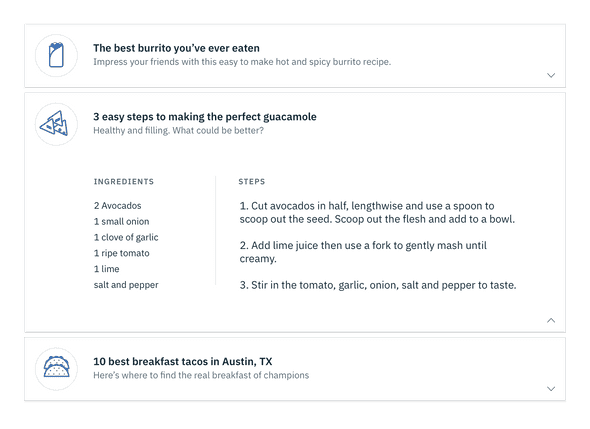 The best burrito you've ever eaten
Impress your friends with this easy to make hot and spicy burrito recipe.
3 easy steps to making the perfect guacamole
Healthy and filling. What could be better?
INGREDIENTS
2 Avocados
1 small onion
1 clove of garlic
1 ripe tomato
1 lime
salt and pepper
STEPS
1. Cut avocados in half, lengthwise and use a spoon to
scoop out the seed. Scoop out the flesh and add to a bowl.
2. Add lime juice then use a fork to gently mash until
creamy.
3. Stir in the tomato, garlic, onion, salt and pepper to taste.
10 best breakfast tacos in Austin, TX
Here's where to find the real breakfast of champions